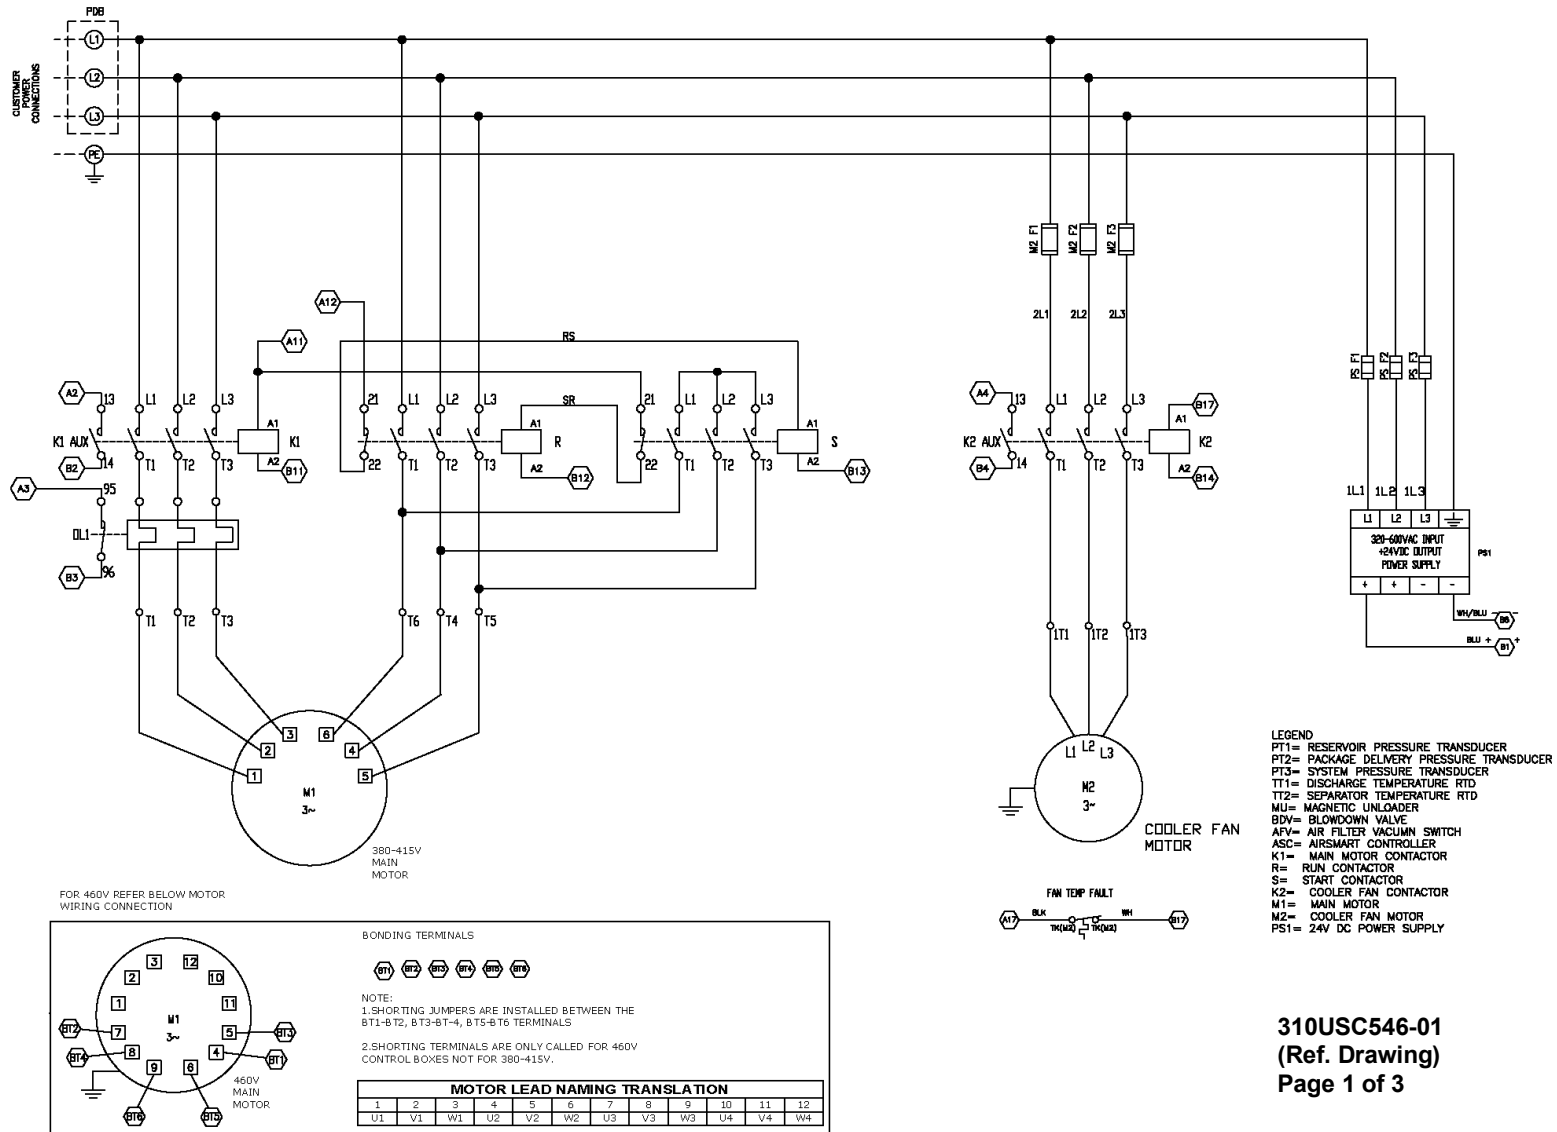 PDB
L1
L2
L3
PE
CUSTOMER
POWER
CONNECTIONS
M2 F1
M2 F2
M2 F3
2L1
2L2
2L3
A12
A11
RS
SR
PS F1
PS F2
PS F3
A2
13
L1
L2
L3
A1
K1 AUX
K1
B2
14
T1
T2
T3
A2
B11
21
L1
L2
L3
A1
R
22
T1
T2
T3
A2
B12
21
L1
L2
L3
A1
S
22
T1
T2
T3
A2
B13
A4
13
L1
L2
L3
B17
A1
K2 AUX
K2
B4
14
T1
T2
T3
A2
B14
A3
95
OL1
B3
96
1L1
1L2
1L3
L1
L2
L3
320-600VAC INPUT
+24VDC OUTPUT
POWER SUPPLY
PS1
+
+
-
-
WH/BLU -
B6
-
BLU +
B1
+
T1
T2
T3
T6
T4
T5
1T1
1T2
1T3
3
6
2
4
1
5
M1
3~
380-415V
MAIN
MOTOR
L1
L2
L3
M2
3~
COOLER FAN
MOTOR
FAN TEMP FAULT
A17
BLK
TK(M2)
TK(M2)
WH
B17
LEGEND
PT1= RESERVOIR PRESSURE TRANSDUCER
PT2= PACKAGE DELIVERY PRESSURE TRANSDUCER
PT3= SYSTEM PRESSURE TRANSDUCER
TT1= DISCHARGE TEMPERATURE RTD
TT2= SEPARATOR TEMPERATURE RTD
MU= MAGNETIC UNLOADER
BDV= BLOWDOWN VALVE
AFV= AIR FILTER VACUMN SWITCH
ASC= AIRSMART CONTROLLER
K1= MAIN MOTOR CONTACTOR
R= RUN CONTACTOR
S= START CONTACTOR
K2= COOLER FAN CONTACTOR
M1= MAIN MOTOR
M2= COOLER FAN MOTOR
PS1= 24V DC POWER SUPPLY
FOR 460V REFER BELOW MOTOR
WIRING CONNECTION
3
12
2
10
1
11
7
5
8
4
9
6
M1
3~
BT2
BT3
BT4
BT1
BT6
BT5
460V
MAIN
MOTOR
BONDING TERMINALS
BT1
BT2
BT3
BT4
BT5
BT6
NOTE:
1.SHORTING JUMPERS ARE INSTALLED BETWEEN THE
BT1-BT2, BT3-BT-4, BT5-BT6 TERMINALS
2.SHORTING TERMINALS ARE ONLY CALLED FOR 460V
CONTROL BOXES NOT FOR 380-415V.
MOTOR LEAD NAMING TRANSLATION
1 2 3 4 5 6 7 8 9 10 11 12
U1 V1 W1 U2 V2 W2 U3 V3 W3 U4 V4 W4
310USC546-01
(Ref. Drawing)
Page 1 of 3